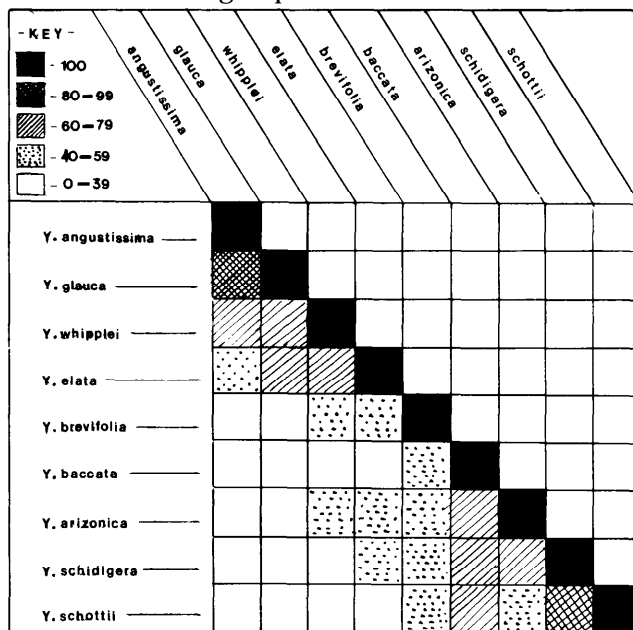 - KEY -
- 100
- 80-99
- 60-79
- 40-59
- 0-39
angustissima
glauca
whipplei
elata
brevifolia
baccata
arizonica
schidigera
schottii
Y. angustissima
Y. glauca
Y. whipplei
Y. elata
Y. brevifolia
Y. baccata
Y. arizonica
Y. schidigera
Y. schottii